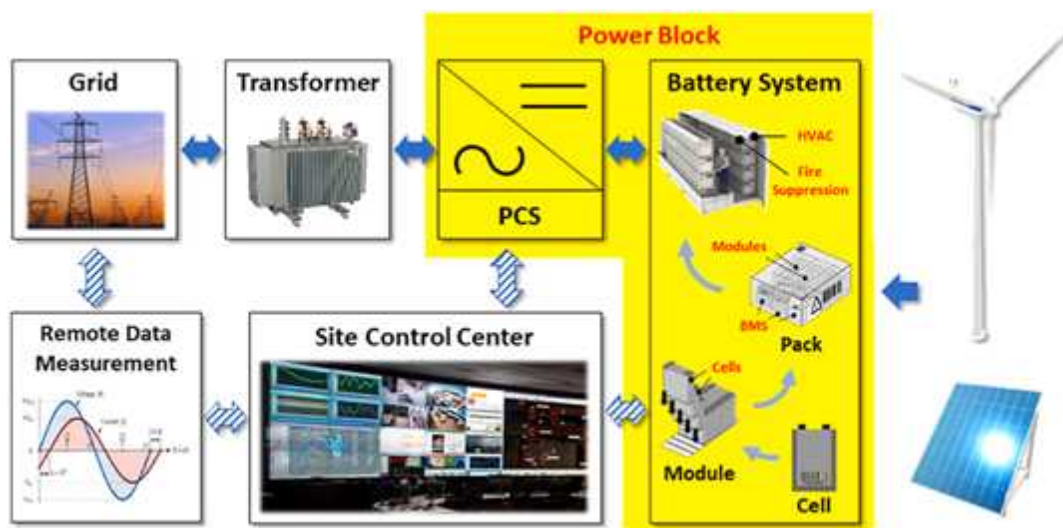 Power Block
Grid
Transformer
PCS
Battery System
HVAC
Fire
Suppression
Modules
BMS
Pack
Cells
Module
Cell
Remote Data
Measurement
Site Control Center